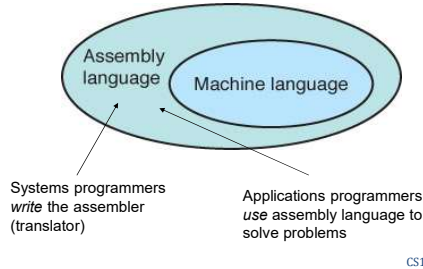 Assembly
language
Machine language
Systems programmers
write the assembler
(translator)
Applications programmers
use assembly language to
solve problems
CS1